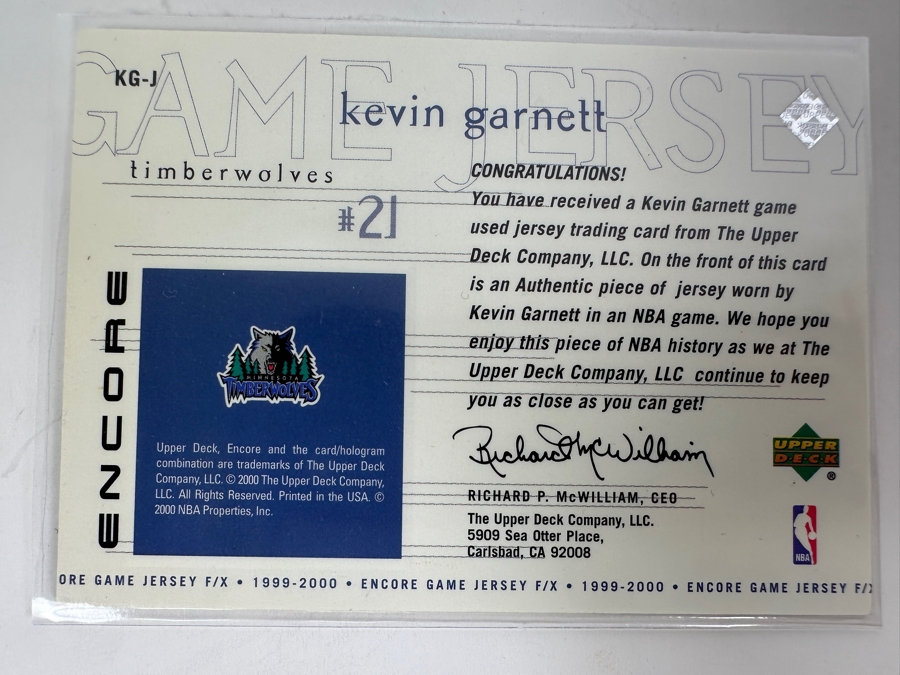 GAME JERSEY
KG-J
kevin garnett
timberwolves
#21
CONGRATULATIONS!
You have received a Kevin Garnett game
used jersey trading card from The Upper
Deck Company, LLC. On the front of this card
is an Authentic piece of jersey worn by
Kevin Garnett in an NBA game. We hope you
enjoy this piece of NBA history as we at The
Upper Deck Company, LLC continue to keep
you as close as you can get!
ENCORE
MINNESOTA
TIMBERWOLVES
Upper Deck, Encore and the card/hologram
combination are trademarks of The Upper Deck
Company, LLC. © 2000 The Upper Deck Company,
LLC. All Rights Reserved. Printed in the USA. ©
2000 NBA Properties, Inc.
Richard P. McWilliam
UPPER
DECK
®
RICHARD P. McWILLIAM, CEO
The Upper Deck Company, LLC.
5909 Sea Otter Place,
Carlsbad, CA 92008
NBA
ORE GAME JERSEY F/X • 1999-2000 • ENCORE GAME JERSEY F/X • 1999-2000 • ENCORE GAME JERSEY F/X